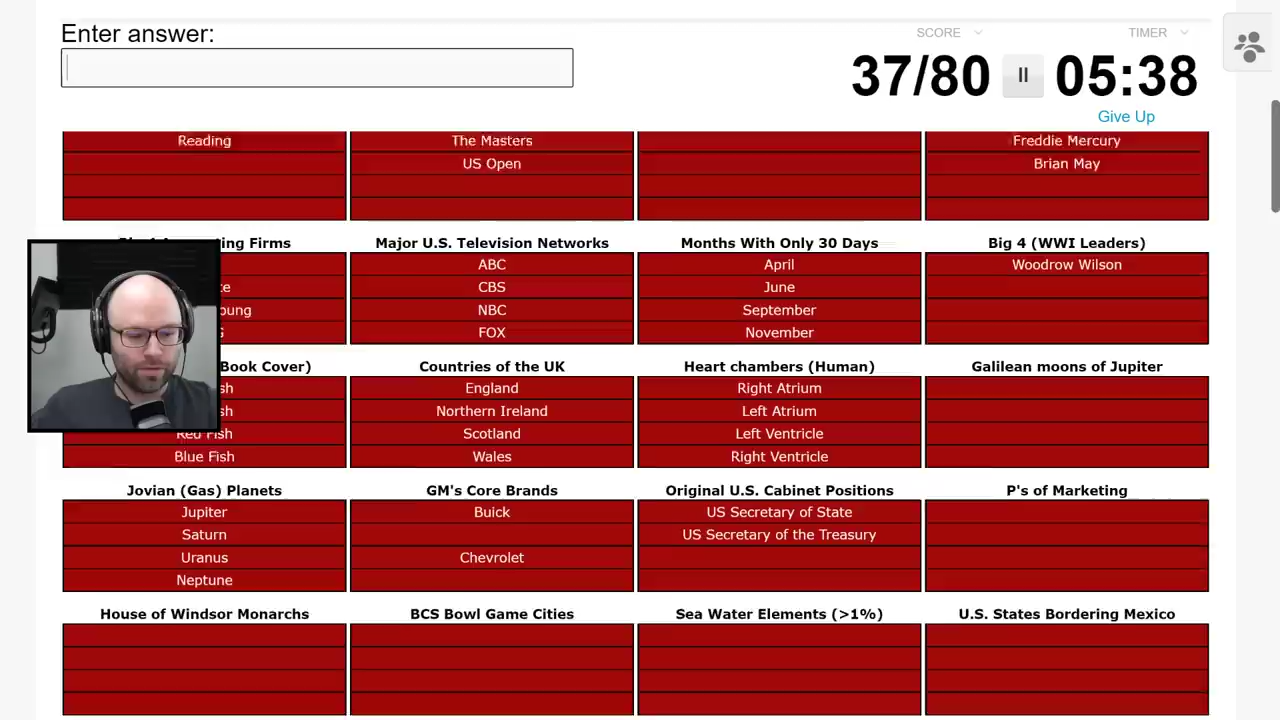 Enter answer:
SCORE
TIMER
37/80
05:38
Give Up
Reading
The Masters
Freddie Mercury
US Open
Brian May
ing Firms
Major U.S. Television Networks
Months With Only 30 Days
Big 4 (WWI Leaders)
ABC
April
Woodrow Wilson
CBS
June
NBC
September
FOX
November
Book Cover)
Countries of the UK
Heart chambers (Human)
Galilean moons of Jupiter
England
Right Atrium
Northern Ireland
Left Atrium
Red Fish
Scotland
Left Ventricle
Blue Fish
Wales
Right Ventricle
Jovian (Gas) Planets
GM's Core Brands
Original U.S. Cabinet Positions
P's of Marketing
Jupiter
Buick
US Secretary of State
Saturn
US Secretary of the Treasury
Uranus
Chevrolet
Neptune
House of Windsor Monarchs
BCS Bowl Game Cities
Sea Water Elements (>1%)
U.S. States Bordering Mexico